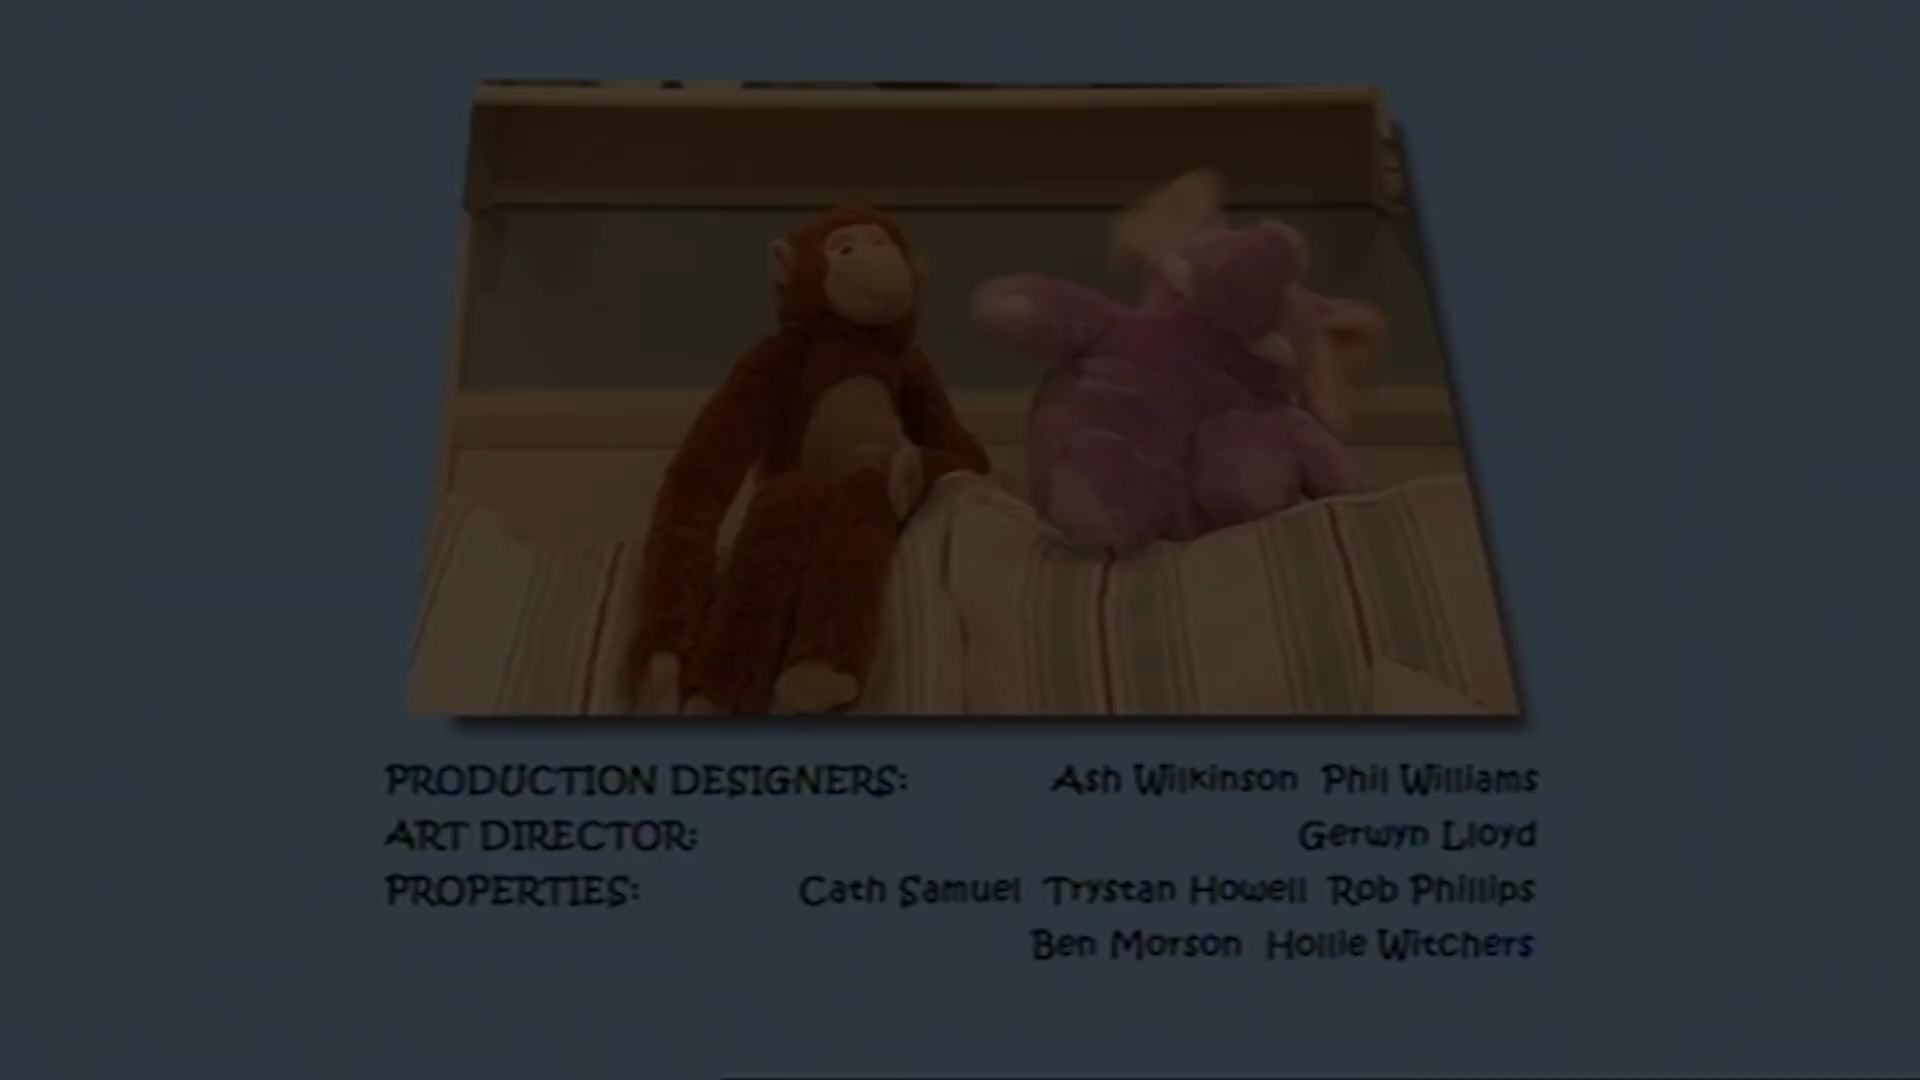 PRODUCTION DESIGNERS: Ash Wilkinson Phil Williams
ART DIRECTOR: Gerwyn Lloyd
PROPERTIES: Cath Samuel Trystan Howell Rob Phillips
Ben Morson Hollie Witchers